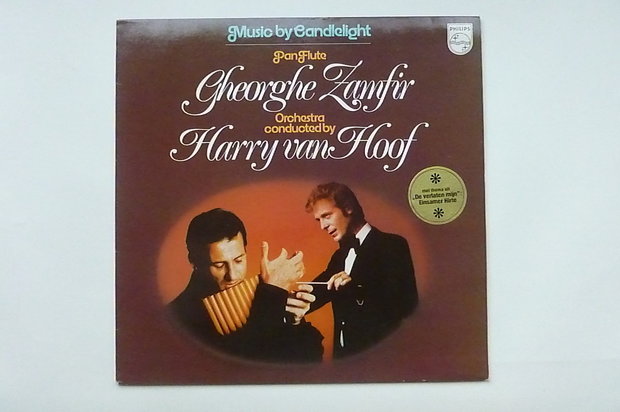 Music by Candlelight
PHILIPS
Pan Flute
Gheorghe Zamfir
Orchestra
conducted by
Harry van Hoof
met thema uit
„De verlaten mijn”
Einsamer Hirte